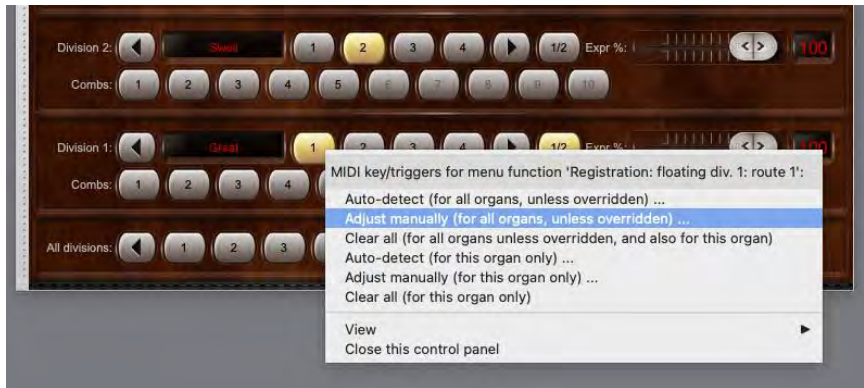 Division 2: Swell 1 2 3 4 1/2 Expr %: < > 100
Combs: 1 2 3 4 5 6 7 8 9 10
Division 1: Great 1 2 3 4 1/2 Expr %: < > 100
MIDI key/triggers for menu function 'Registration: floating div. 1: route 1':
Combs: 1 2 3 4
Auto-detect (for all organs, unless overridden) ...
Adjust manually (for all organs, unless overridden) ...
Clear all (for all organs unless overridden, and also for this organ)
All divisions: 1 2 3
Auto-detect (for this organ only) ...
Adjust manually (for this organ only) ...
Clear all (for this organ only)
View
Close this control panel